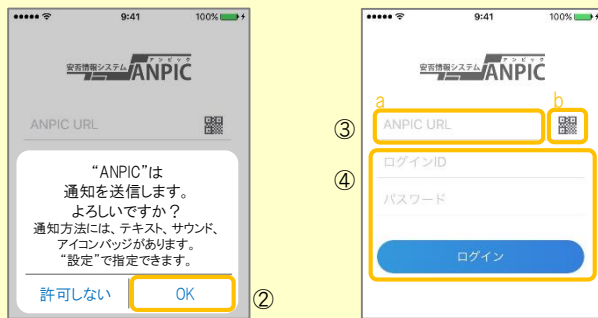 9:41
100%
安否情報システム
アンピック
ANPIC
ANPIC URL
“ANPIC”は
通知を送信します。
よろしいですか？
通知方法には、テキスト、サウンド、
アイコンバッジがあります。
“設定”で指定できます。
許可しない
OK
②
9:41
100%
安否情報システム
アンピック
ANPIC
a
b
③
ANPIC URL
④
ログインID
パスワード
ログイン